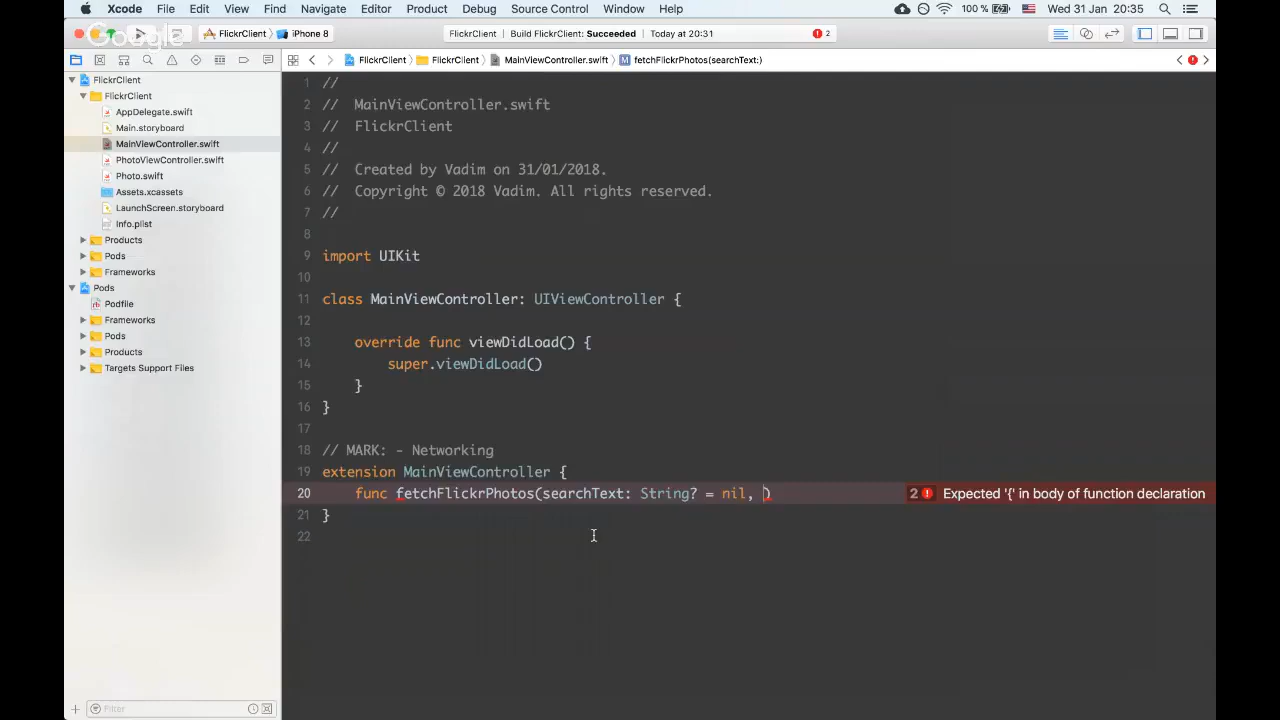 Xcode File Edit View Find Navigate Editor Product Debug Source Control Window Help 100 % Wed 31 Jan 20:35
Google
FlickrClient iPhone 8 FlickrClient Build FlickrClient: Succeeded Today at 20:31 2
FlickrClient FlickrClient MainViewController.swift M fetchFlickrPhotos(searchText:)
FlickrClient
FlickrClient
AppDelegate.swift
Main.storyboard
MainViewController.swift
PhotoViewController.swift
Photo.swift
Assets.xcassets
LaunchScreen.storyboard
Info.plist
Products
Pods
Frameworks
Pods
Podfile
Frameworks
Pods
Products
Targets Support Files
Filter
1 //
2 // MainViewController.swift
3 // FlickrClient
4 //
5 // Created by Vadim on 31/01/2018.
6 // Copyright © 2018 Vadim. All rights reserved.
7 //
8
9 import UIKit
10
11 class MainViewController: UIViewController {
12
13 override func viewDidLoad() {
14 super.viewDidLoad()
15 }
16 }
17
18 // MARK: - Networking
19 extension MainViewController {
20 func fetchFlickrPhotos(searchText: String? = nil, ) 2 Expected '{' in body of function declaration
21 }
22